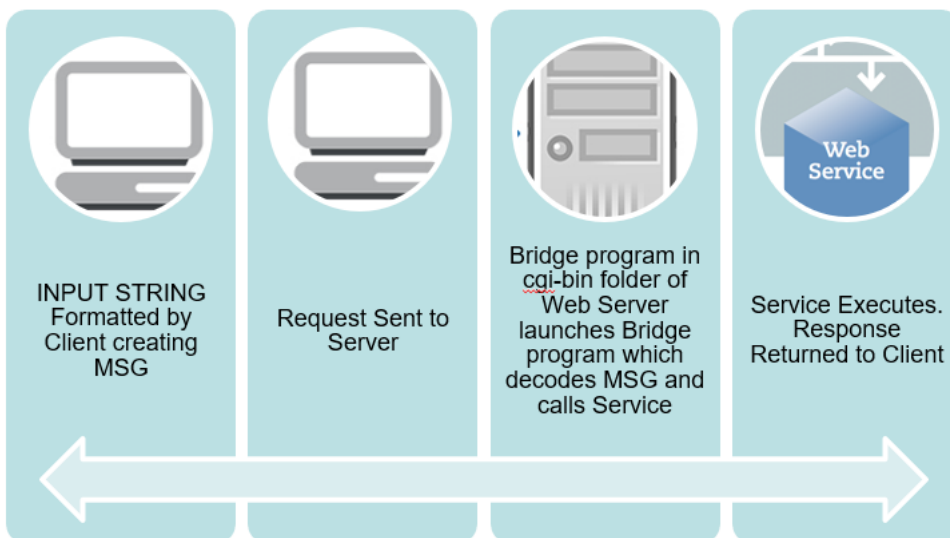 INPUT STRING
Formatted by
Client creating
MSG
Request Sent to
Server
Bridge program in
cgi-bin folder of
Web Server
launches Bridge
program which
decodes MSG and
calls Service
Web
Service
Service Executes.
Response
Returned to Client